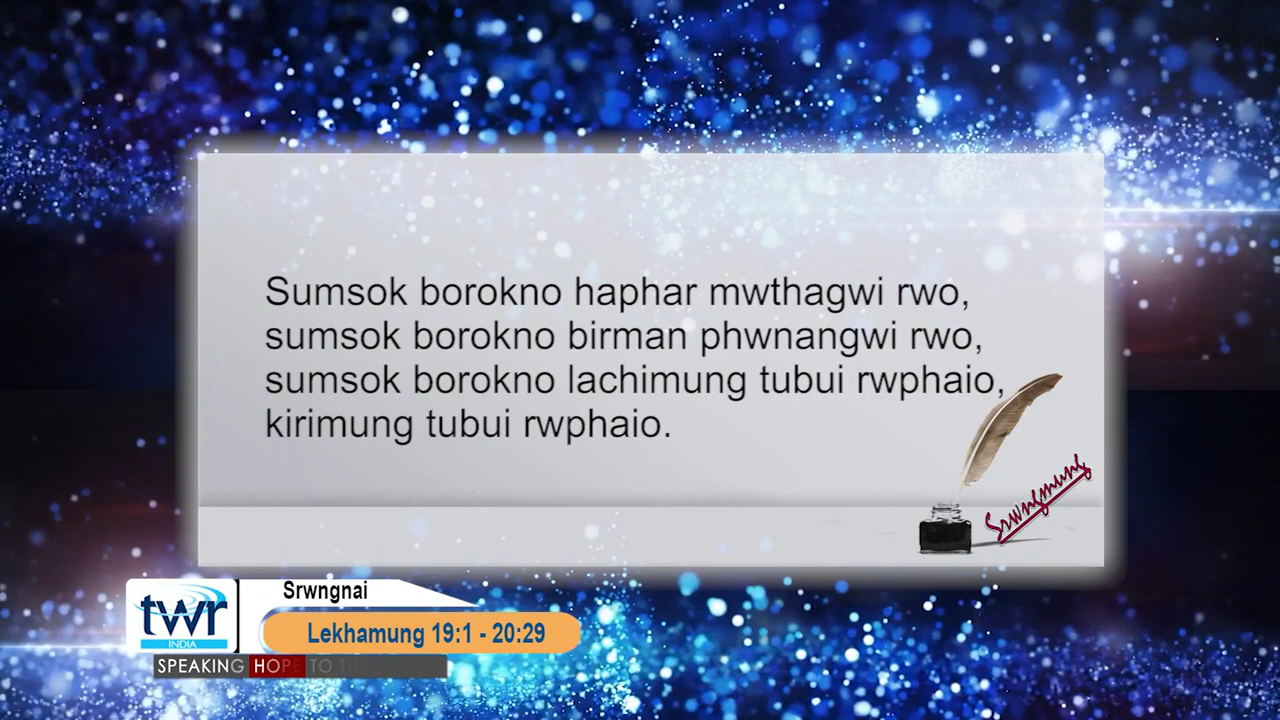 Sumsok borokno haphar mwthagwi rwo,
sumsok borokno birman phwnangwi rwo,
sumsok borokno lachimung tubui rwphaio,
kirimung tubui rwphaio.
Srwngmung
twr
INDIA
Srwngnai
Lekhamung 19:1 - 20:29
SPEAKING HOPE TO TH